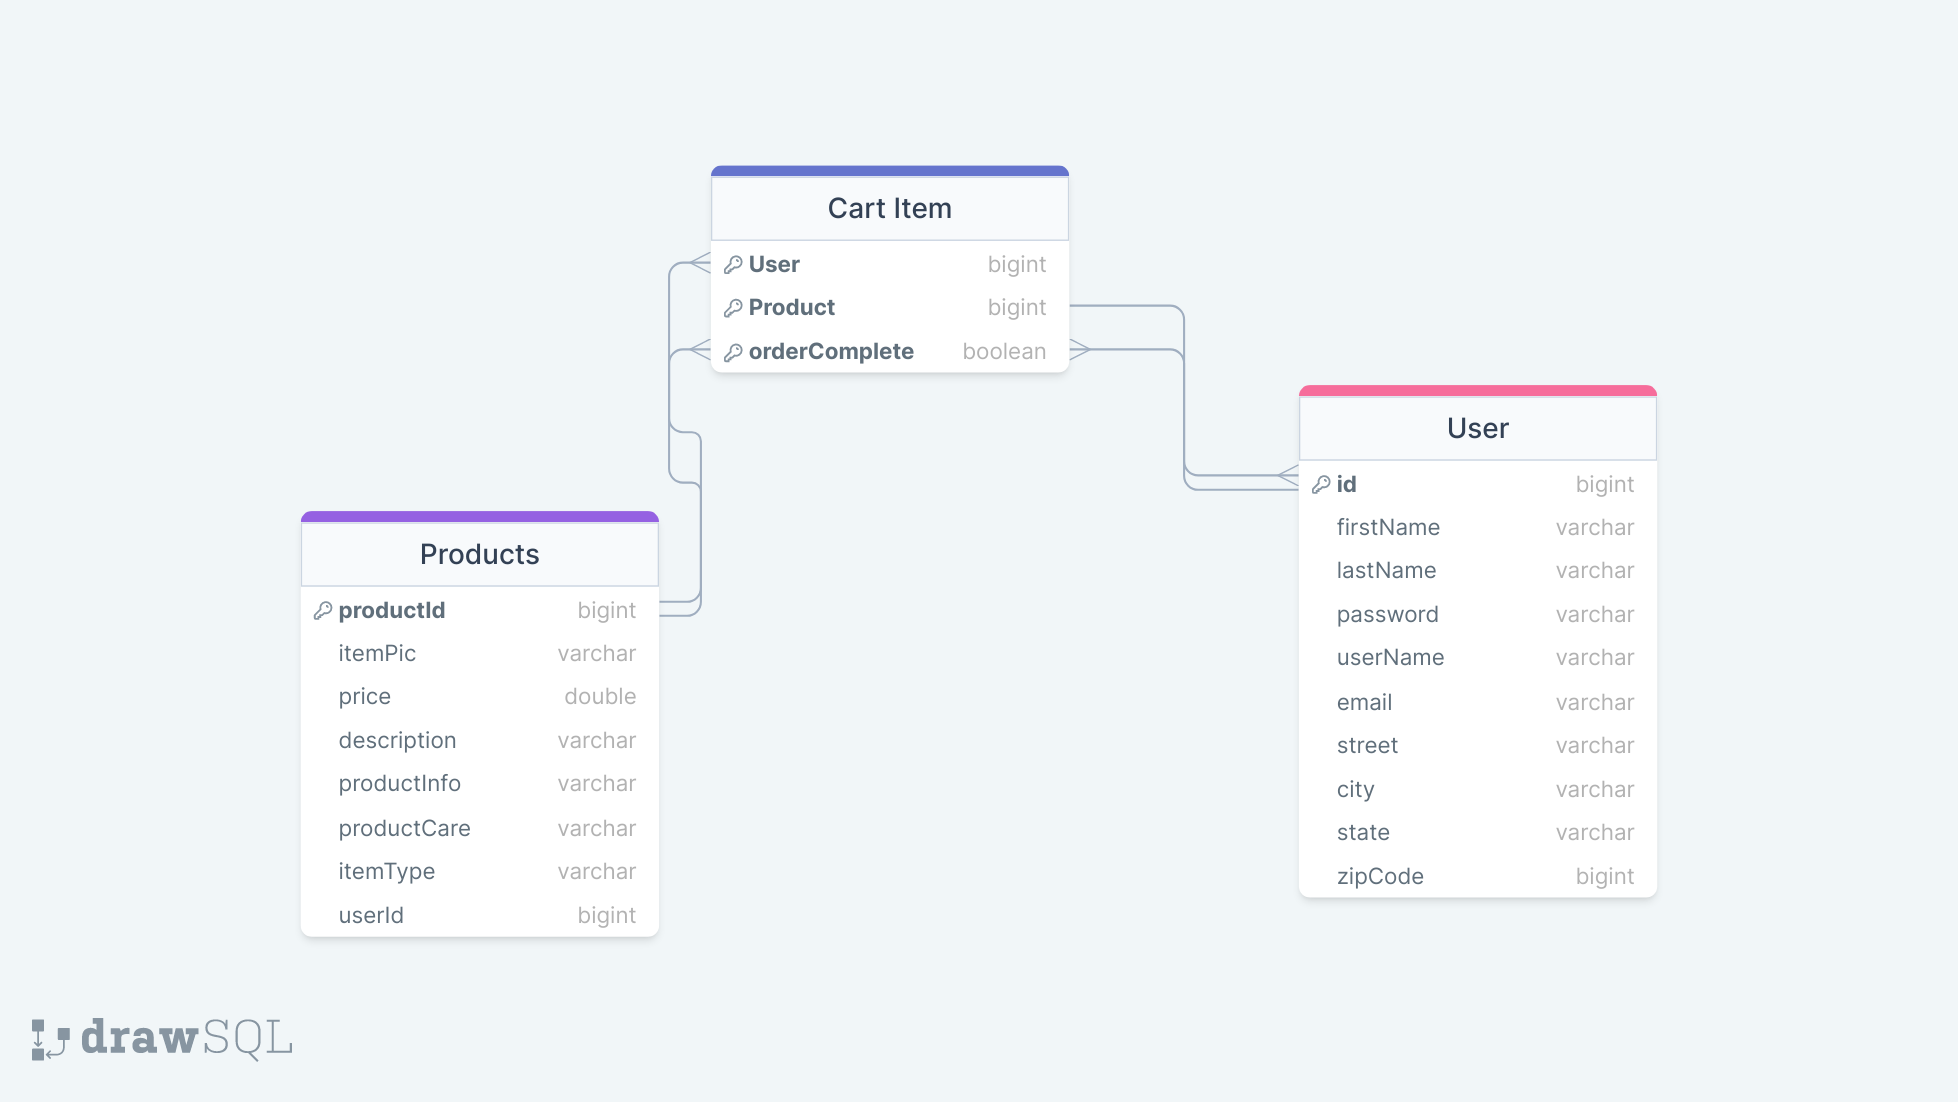 Cart Item
User bigint
Product bigint
orderComplete boolean
User
id bigint
firstName varchar
lastName varchar
password varchar
userName varchar
email varchar
street varchar
city varchar
state varchar
zipCode bigint
Products
productId bigint
itemPic varchar
price double
description varchar
productInfo varchar
productCare varchar
itemType varchar
userId bigint
drawSQL